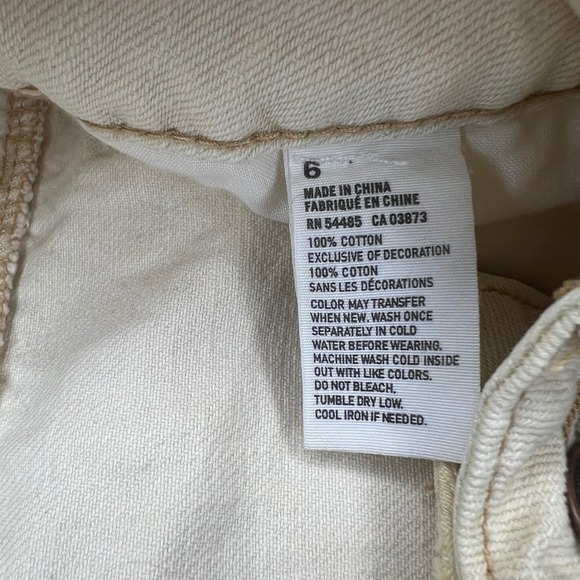 6
MADE IN CHINA
FABRIQUÉ EN CHINE
RN 54485 CA 03873
100% COTTON
EXCLUSIVE OF DECORATION
100% COTON
SANS LES DÉCORATIONS
COLOR MAY TRANSFER
WHEN NEW. WASH ONCE
SEPARATELY IN COLD
WATER BEFORE WEARING.
MACHINE WASH COLD INSIDE
OUT WITH LIKE COLORS.
DO NOT BLEACH.
TUMBLE DRY LOW.
COOL IRON IF NEEDED.